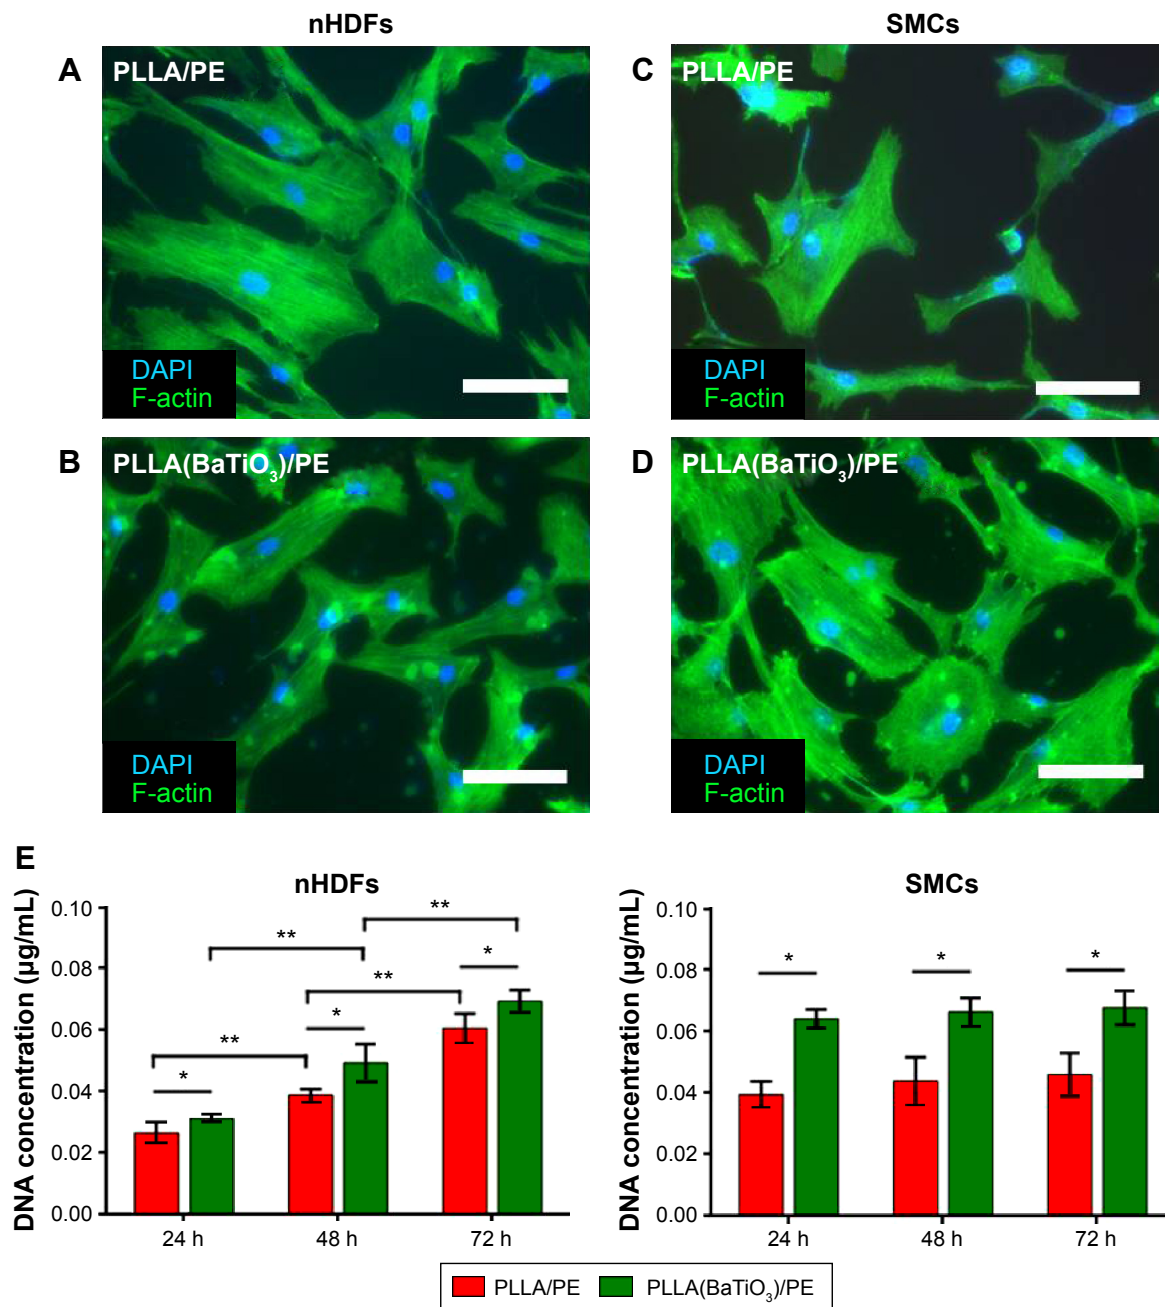 nHDFs
SMCs
A
PLLA/PE
DAPI
F-actin
C
PLLA/PE
DAPI
F-actin
B
PLLA(BaTiO₃)/PE
DAPI
F-actin
D
PLLA(BaTiO₃)/PE
DAPI
F-actin
E
nHDFs
DNA concentration (µg/mL)
0.10
0.08
0.06
0.04
0.02
0.00
**
**
**
**
*
*
*
24 h
48 h
72 h
SMCs
DNA concentration (µg/mL)
0.10
0.08
0.06
0.04
0.02
0.00
*
*
*
24 h
48 h
72 h
PLLA/PE
PLLA(BaTiO₃)/PE